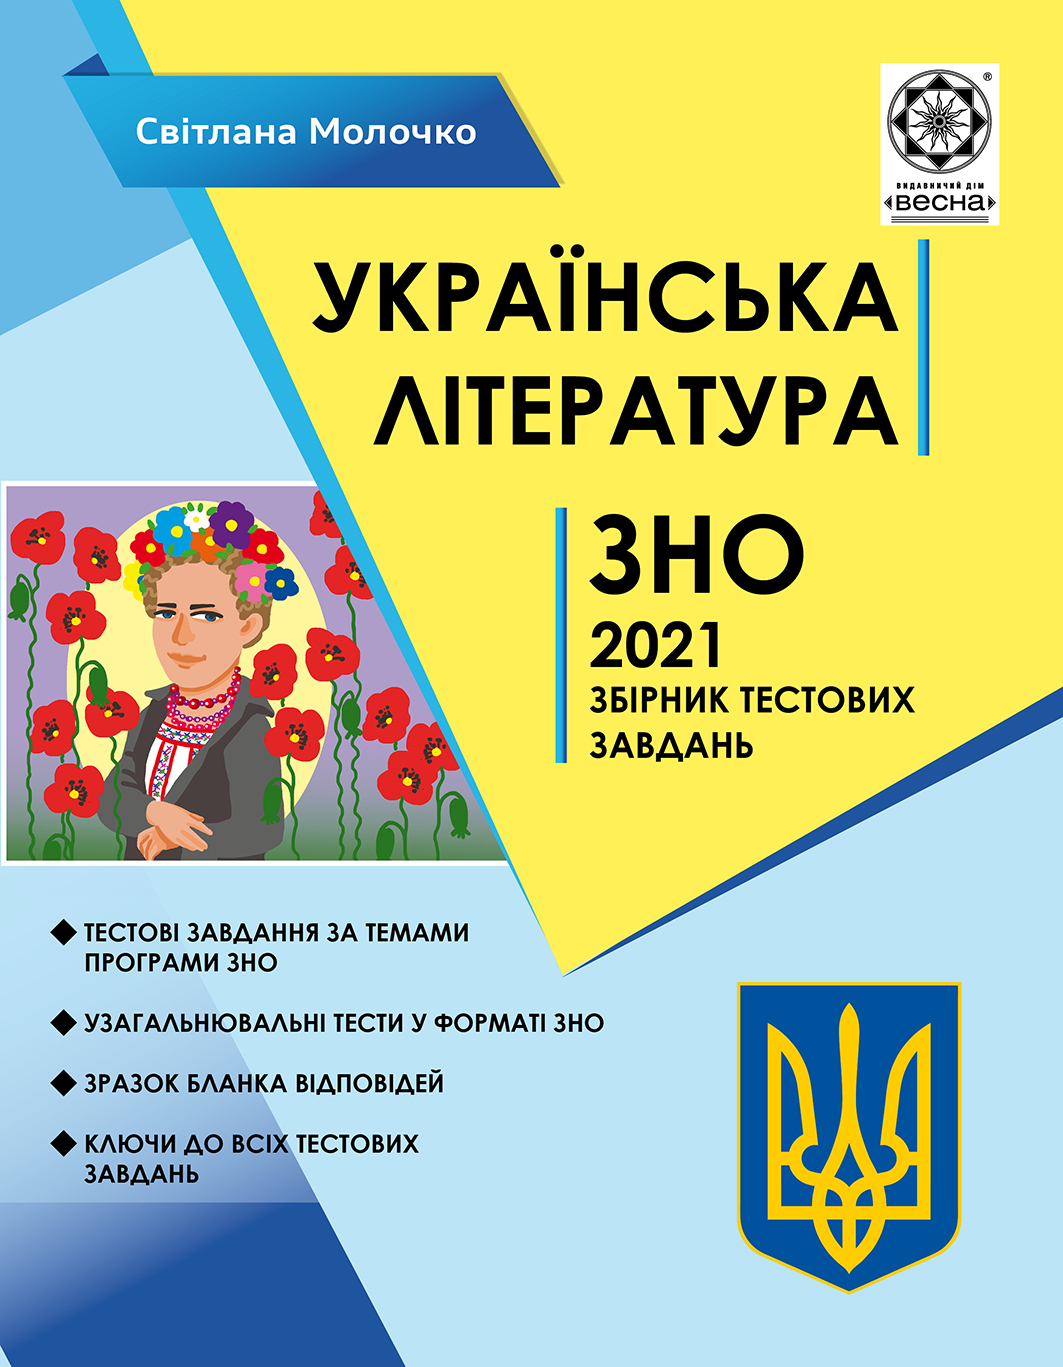 Світлана Молочко
®
ВИДАВНИЧИЙ ДІМ
ВЕСНА
УКРАЇНСЬКА
ЛІТЕРАТУРА
ЗНО
2021
ЗБІРНИК ТЕСТОВИХ
ЗАВДАНЬ
ТЕСТОВІ ЗАВДАННЯ ЗА ТЕМАМИ
ПРОГРАМИ ЗНО
УЗАГАЛЬНЮВАЛЬНІ ТЕСТИ У ФОРМАТІ ЗНО
ЗРАЗОК БЛАНКА ВІДПОВІДЕЙ
КЛЮЧИ ДО ВСІХ ТЕСТОВИХ
ЗАВДАНЬ